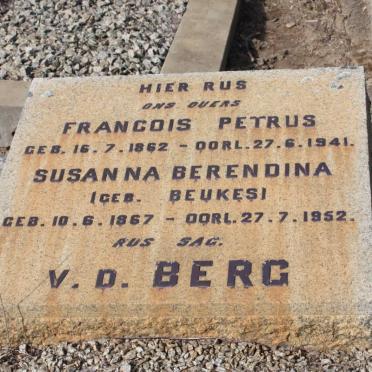 HIER RUS
ONS OUERS
FRANCOIS PETRUS
GEB. 16.7.1862 - OORL. 27.6.1941.
SUSANNA BERENDINA
(GEB. BEUKES)
GEB. 10.6.1867 - OORL. 27.7.1952.
RUS SAG.
V. D. BERG